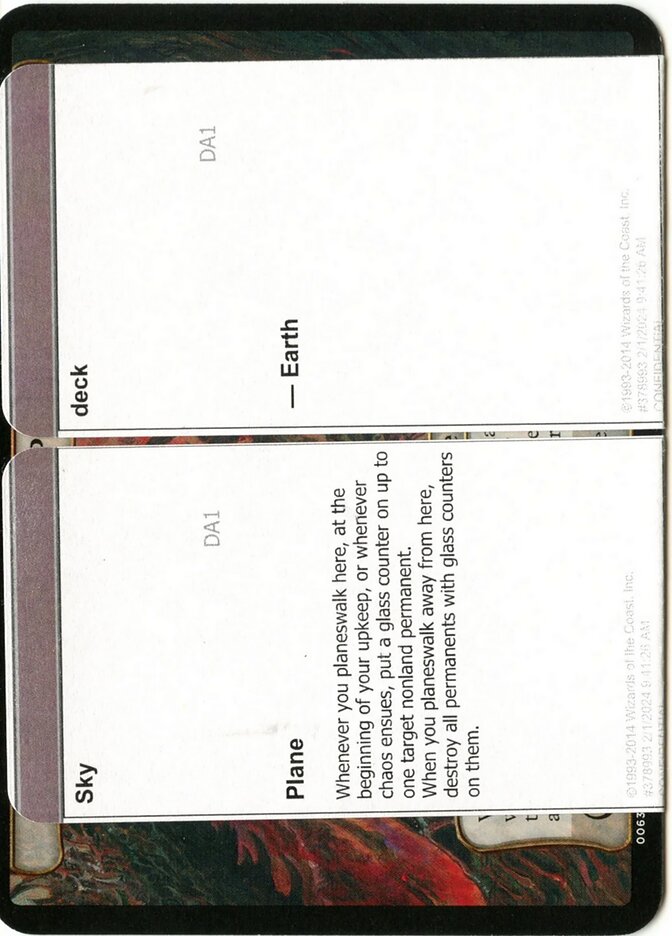 Sky
DA1
Plane
Whenever you planeswalk here, at the
beginning of your upkeep, or whenever
chaos ensues, put a glass counter on up to
one target nonland permanent.
When you planeswalk away from here,
destroy all permanents with glass counters
on them.
©1993-2014 Wizards of the Coast, Inc.
#378993 2/1/2024 9:41:26 AM
deck
DA1
— Earth
©1993-2014 Wizards of the Coast, Inc.
#378993 2/1/2024 9:41:26 AM
CONFIDENTIAL
0063